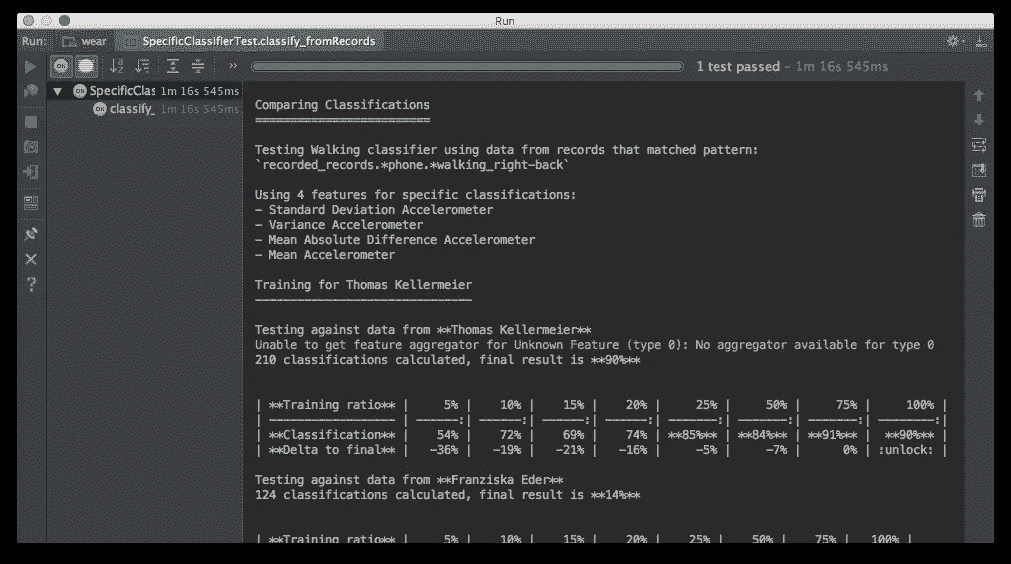 Run
Run: wear SpecificClassifierTest.classify_fromRecords
1 test passed – 1m 16s 545ms
SpecificClas 1m 16s 545ms
classify_ 1m 16s 545ms
Comparing Classifications
=========================
Testing Walking classifier using data from records that matched pattern:
`recorded_records.*phone.*walking_right-back`
Using 4 features for specific classifications:
- Standard Deviation Accelerometer
- Variance Accelerometer
- Mean Absolute Difference Accelerometer
- Mean Accelerometer
Training for Thomas Kellermeier
-------------------------------
Testing against data from **Thomas Kellermeier**
Unable to get feature aggregator for Unknown Feature (type 0): No aggregator available for type 0
210 classifications calculated, final result is **90%**
| **Training ratio** | 5% | 10% | 15% | 20% | 25% | 50% | 75% | 100% |
| ------------------ | ------:| ------:| ------:| ------:| ------:| ------:| ------:| ------:|
| **Classification** | 54% | 72% | 69% | 74% | **85%** | **84%** | **91%** | **90%** |
| **Delta to final** | -36% | -19% | -21% | -16% | -5% | -7% | 0% | :unlock: |
Testing against data from **Franziska Eder**
124 classifications calculated, final result is **14%**
| **Training ratio** | 5% | 10% | 15% | 20% | 25% | 50% | 75% | 100% |